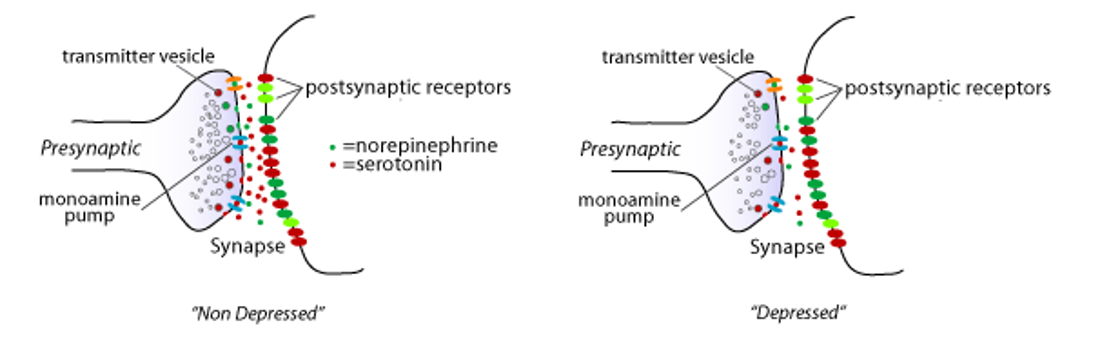 transmitter vesicle
postsynaptic receptors
=norepinephrine
=serotonin
Presynaptic
monoamine
pump
Synapse
“Non Depressed”
transmitter vesicle
postsynaptic receptors
Presynaptic
monoamine
pump
Synapse
“Depressed“